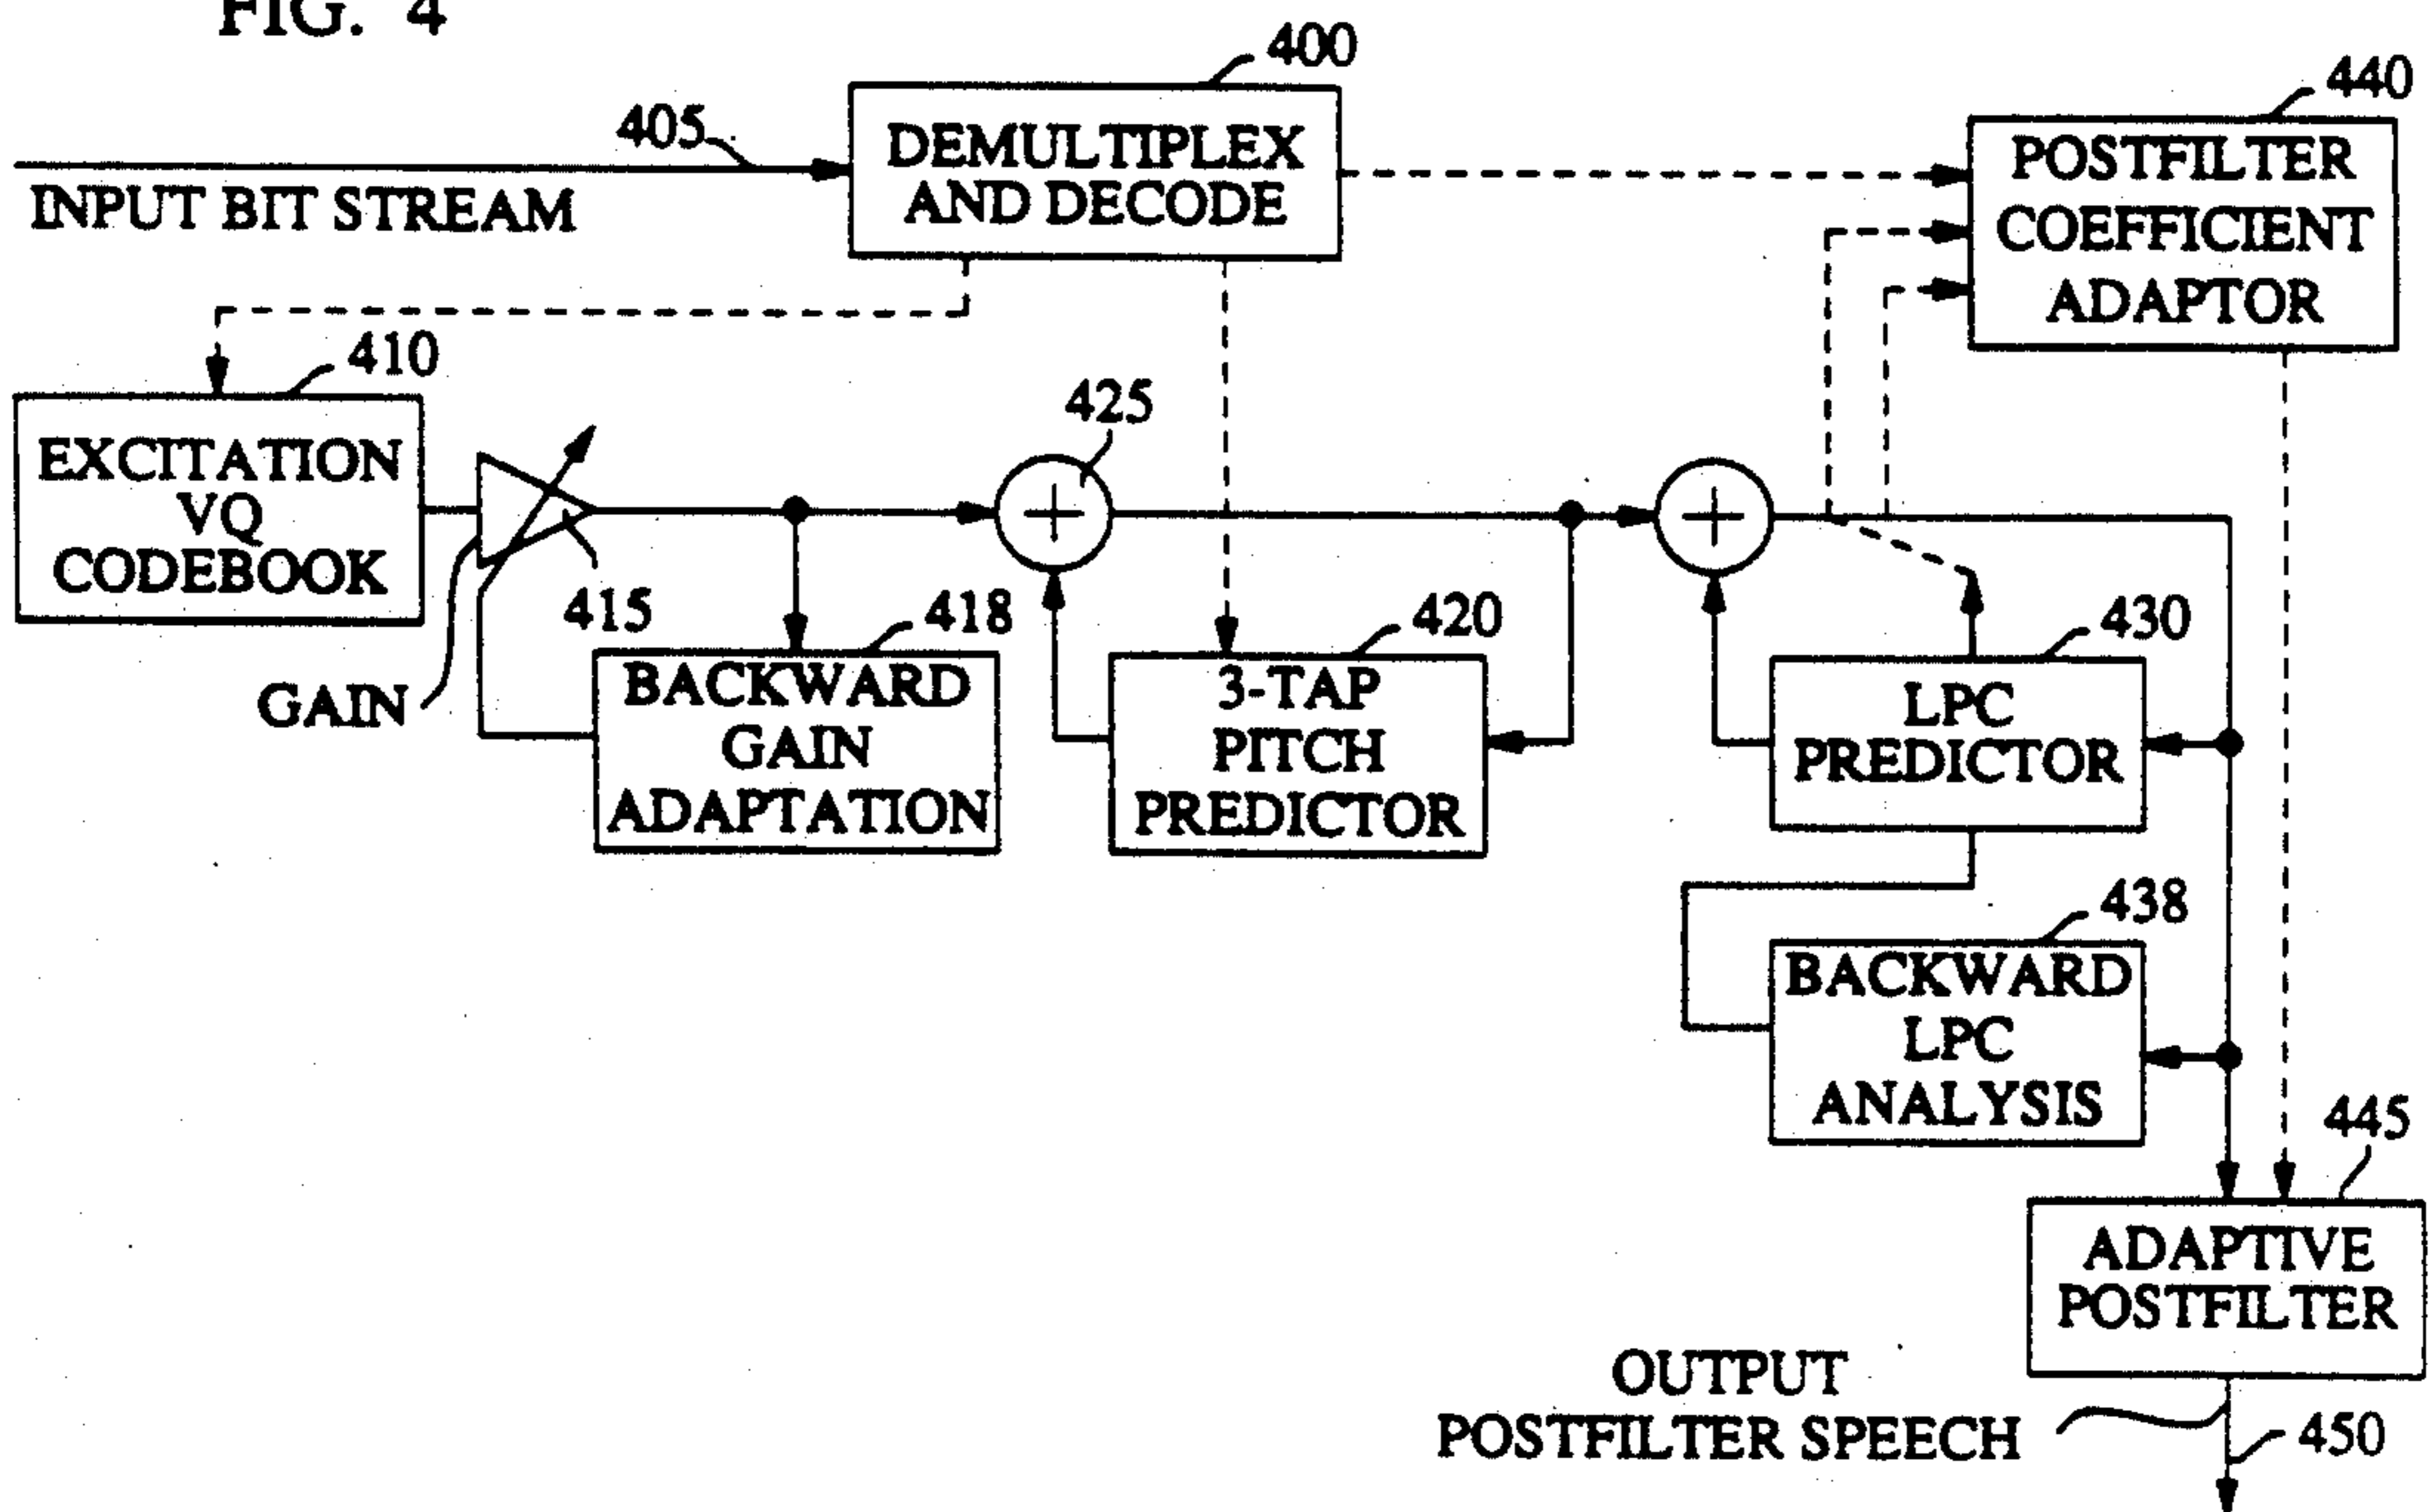 FIG. 4
400
440
405
DEMULTIPLEX
AND DECODE
POSTFILTER
COEFFICIENT
ADAPTOR
INPUT BIT STREAM
410
425
EXCITATION
VQ
CODEBOOK
415
418
420
430
GAIN
BACKWARD
GAIN
ADAPTATION
3-TAP
PITCH
PREDICTOR
LPC
PREDICTOR
438
BACKWARD
LPC
ANALYSIS
445
ADAPTIVE
POSTFILTER
OUTPUT
POSTFILTER SPEECH
450